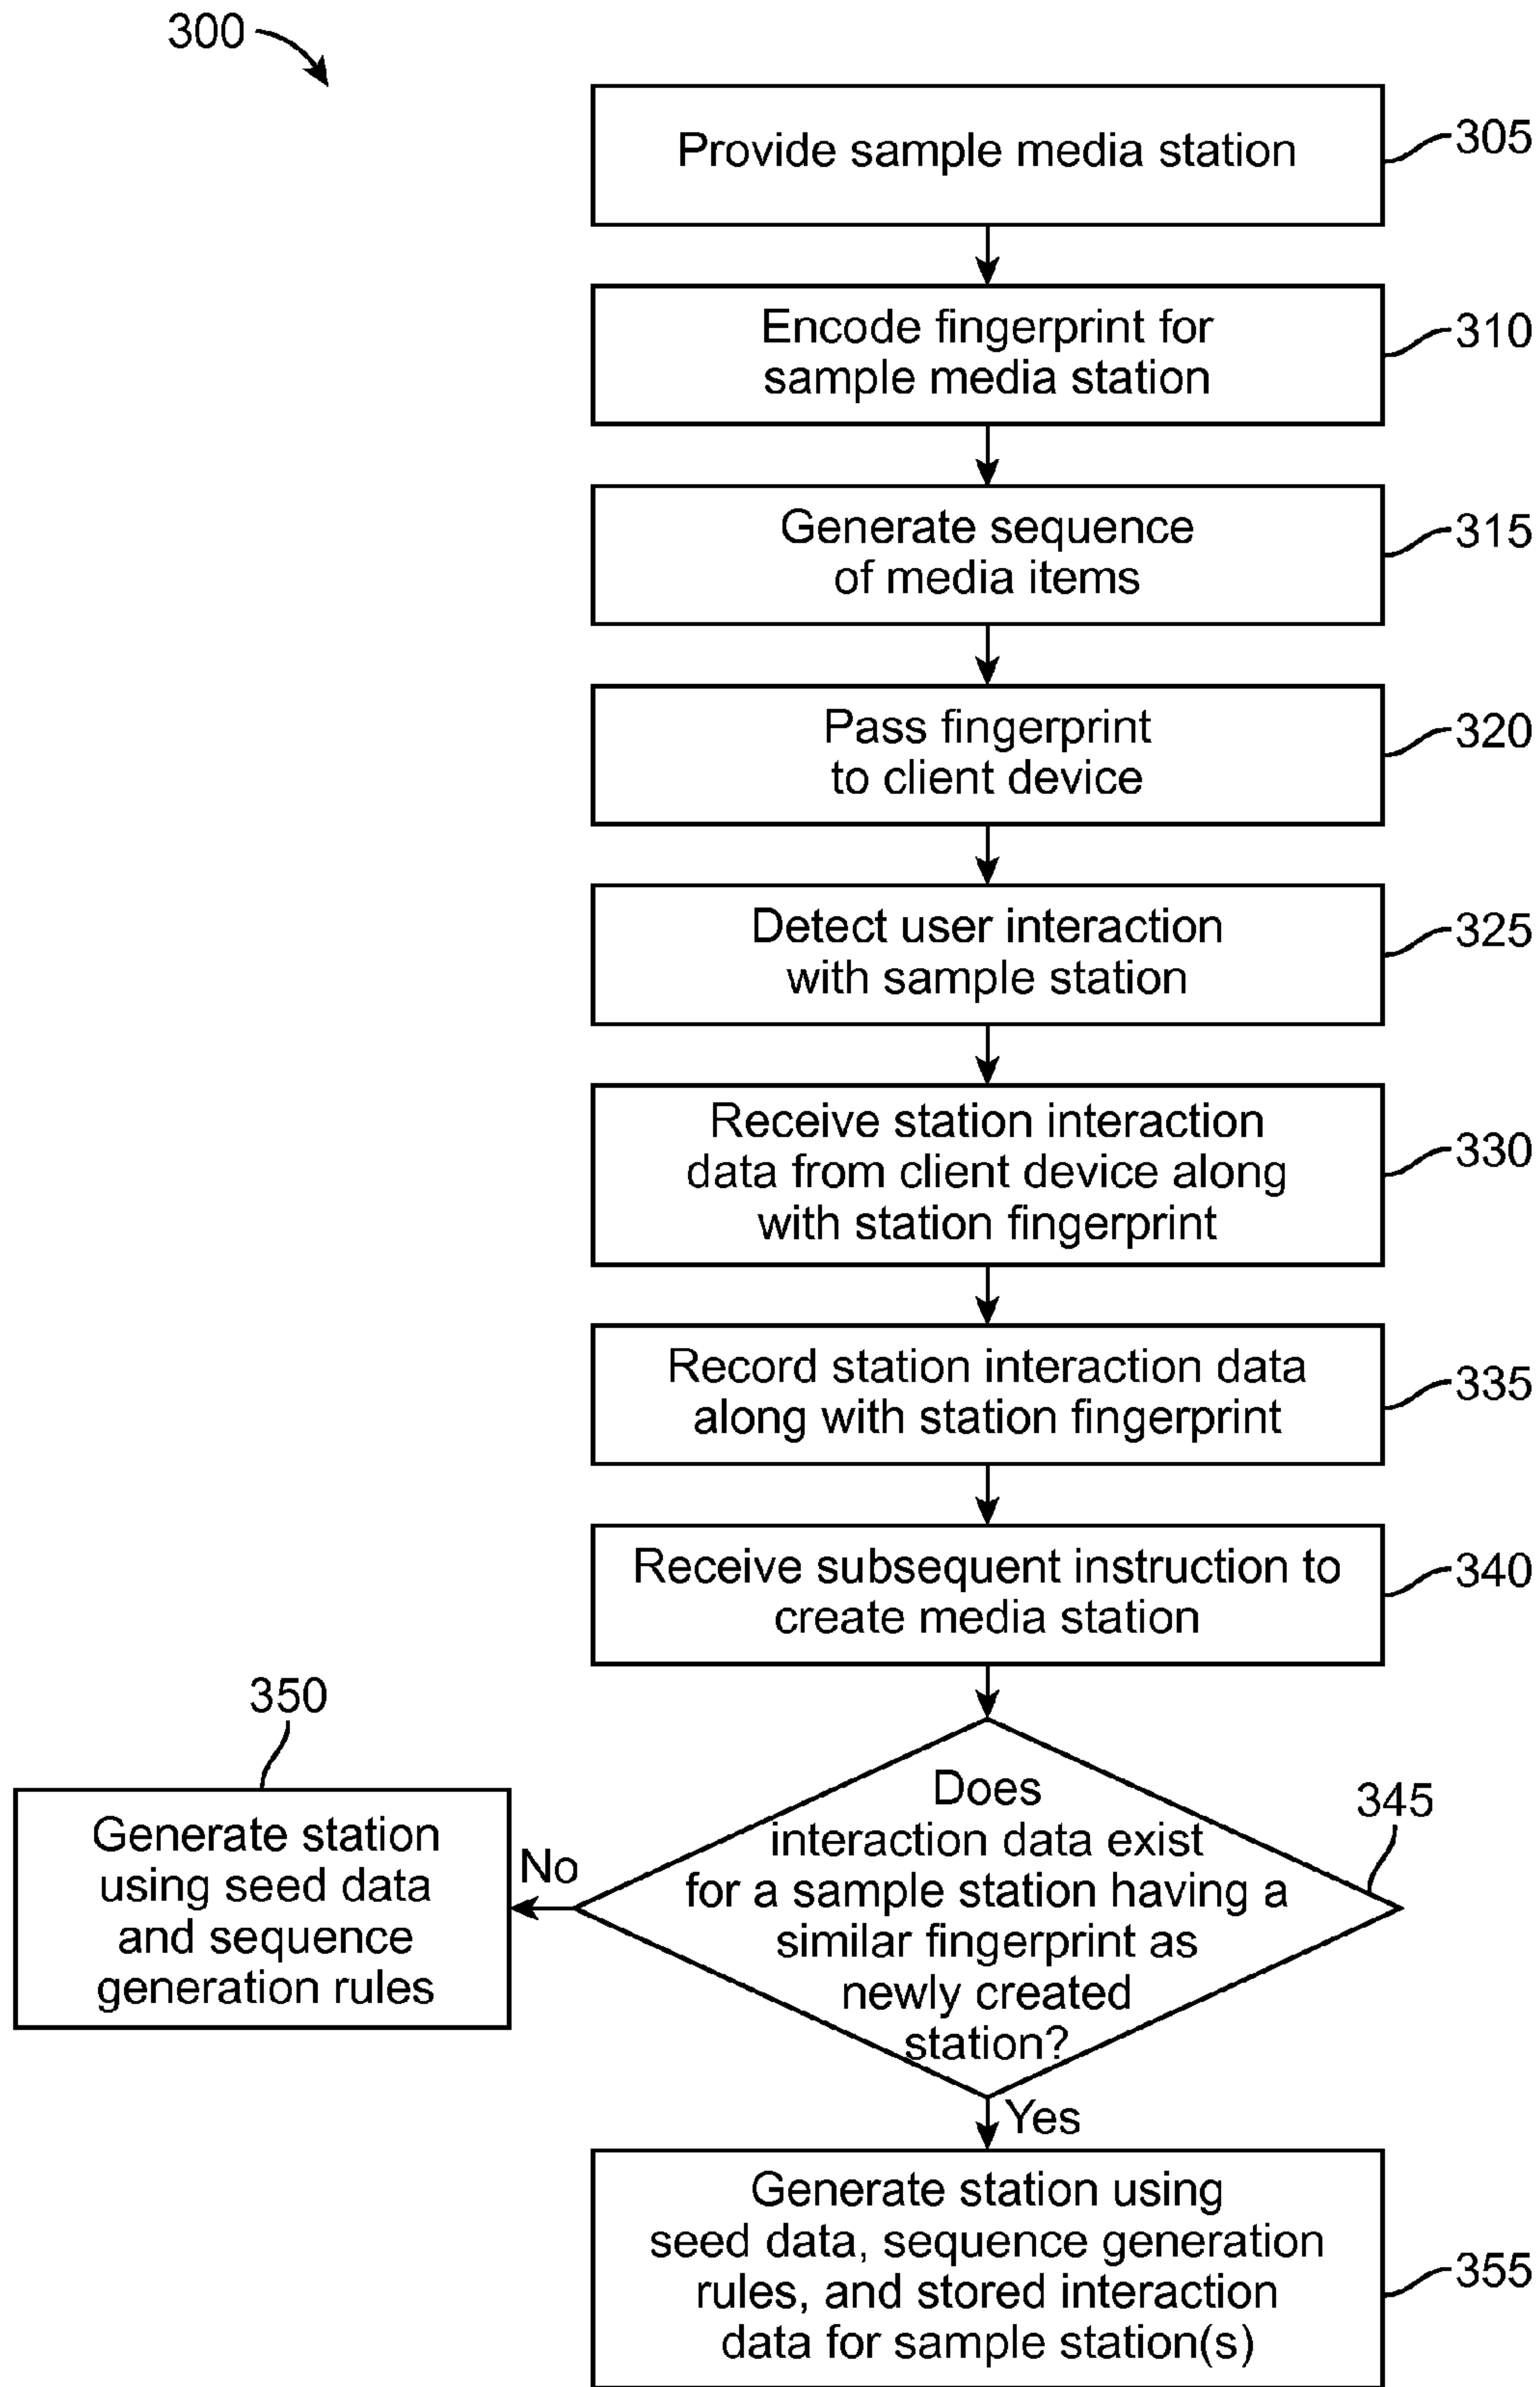 300
Provide sample media station
305
Encode fingerprint for
sample media station
310
Generate sequence
of media items
315
Pass fingerprint
to client device
320
Detect user interaction
with sample station
325
Receive station interaction
data from client device along
with station fingerprint
330
Record station interaction data
along with station fingerprint
335
Receive subsequent instruction to
create media station
340
Does
interaction data exist
for a sample station having a
similar fingerprint as
newly created
station?
345
No
350
Generate station
using seed data
and sequence
generation rules
Yes
Generate station using
seed data, sequence generation
rules, and stored interaction
data for sample station(s)
355